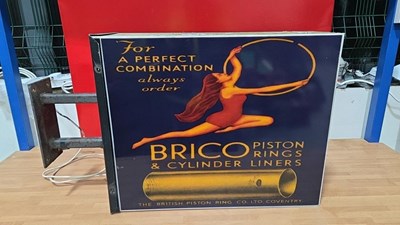 For
A PERFECT
COMBINATION
always
order
BRICO PISTON RINGS
& CYLINDER LINERS
THE BRITISH PISTON RING CO. LTD. COVENTRY